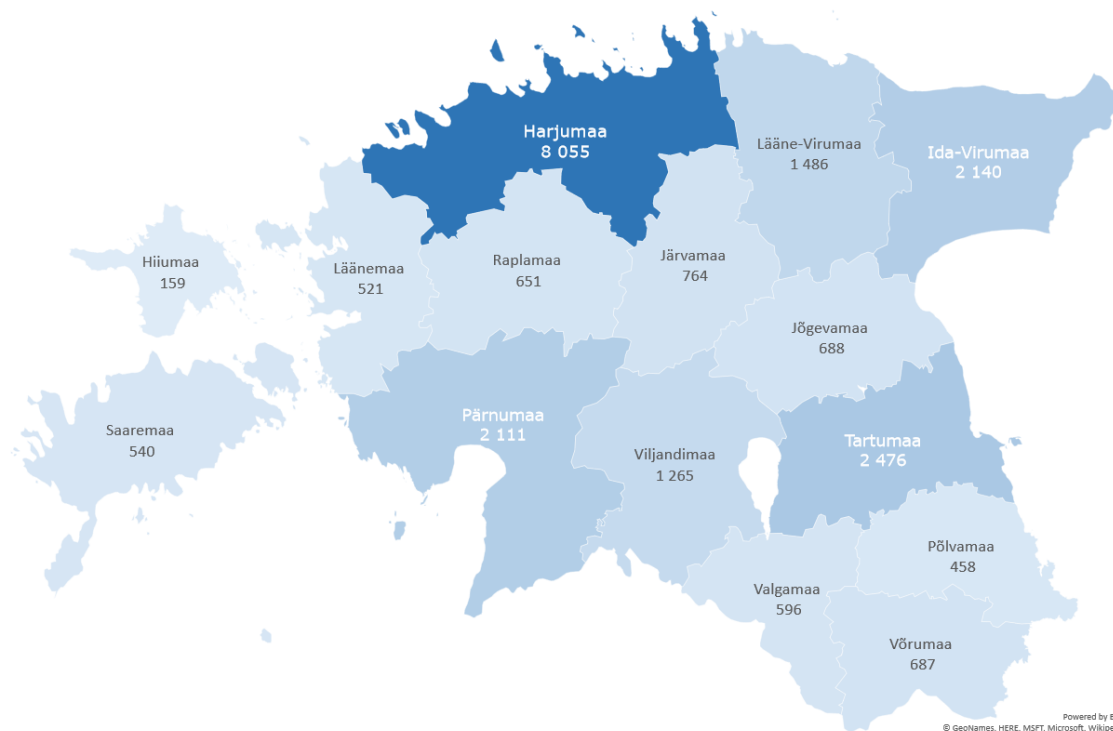 Harjumaa
8 055
Lääne-Virumaa
1 486
Ida-Virumaa
2 140
Hiiumaa
159
Läänemaa
521
Raplamaa
651
Järvamaa
764
Jõgevamaa
688
Saaremaa
540
Pärnumaa
2 111
Viljandimaa
1 265
Tartumaa
2 476
Põlvamaa
458
Valgamaa
596
Võrumaa
687
Powered by
© GeoNames, HERE, MSFT, Microsoft,